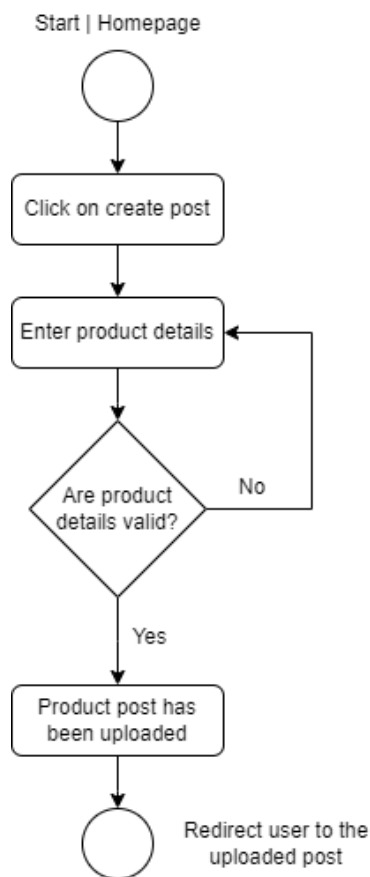 Start | Homepage
Click on create post
Enter product details
Are product
details valid?
No
Yes
Product post has
been uploaded
Redirect user to the
uploaded post